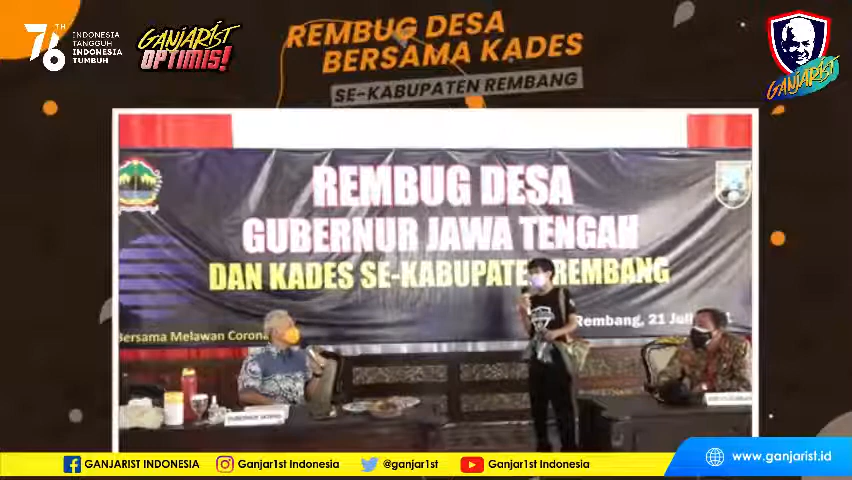 76TH
INDONESIA
TANGGUH
INDONESIA
TUMBUH
GANJARIST
OPTIMIS!
REMBUG DESA
BERSAMA KADES
SE-KABUPATEN REMBANG
GANJARIST
REMBUG DESA
GUBERNUR JAWA TENGAH
DAN KADES SE-KABUPATEN REMBANG
Rembang, 21 Juli
Bersama Melawan Corona
GUBERNUR JATENG
GANJARIST INDONESIA
Ganjar1st Indonesia
@ganjar1st
Ganjar1st Indonesia
www.ganjarist.id